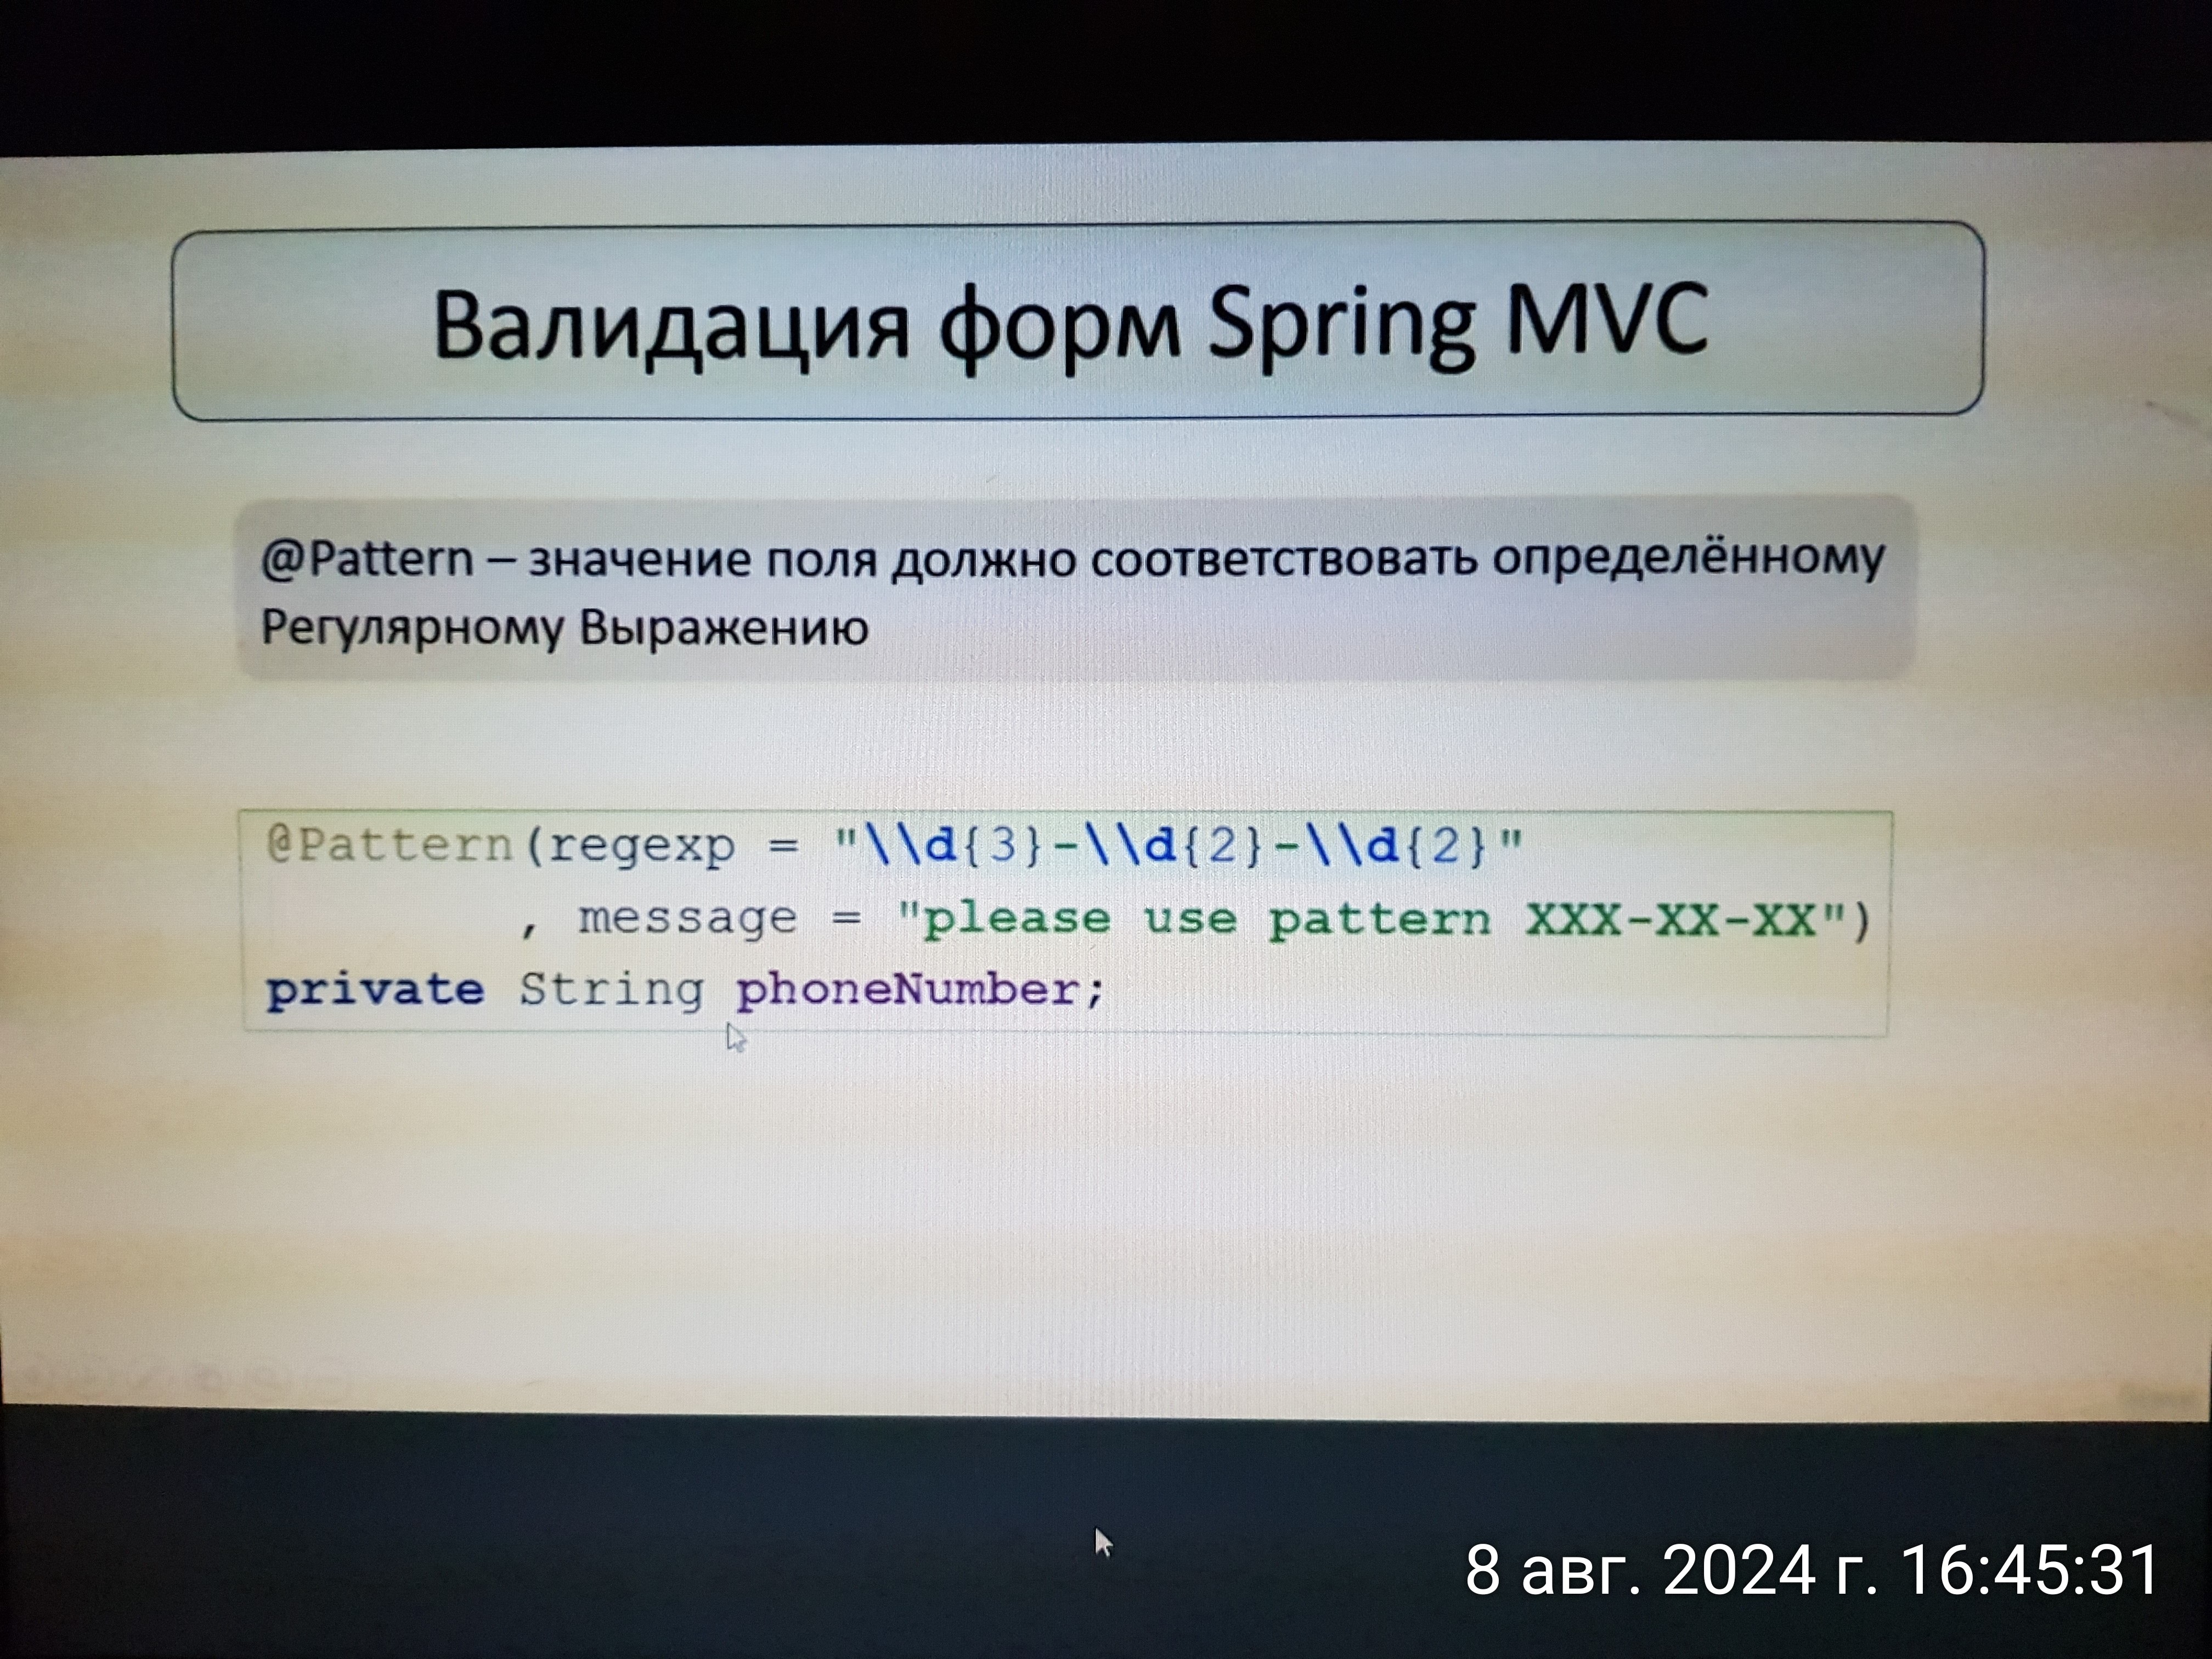 Валидация форм Spring MVC
@Pattern – значение поля должно соответствовать определённому
Регулярному Выражению
@Pattern(regexp = "\\d{3}-\\d{2}-\\d{2}"
, message = "please use pattern XXX-XX-XX")
private String phoneNumber;
8 авг. 2024 г. 16:45:31